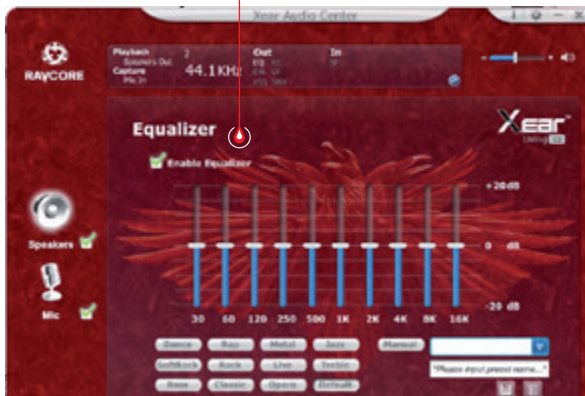 Xear Audio Center
RAYCORE
Playback 2
Speakers Out
Capture 44.1KHz
Mic In
Out
EQ
In
Xear
Living
Equalizer
Enable Equalizer
Speakers
Mic
+20dB
0 dB
-20 dB
30 60 120 250 500 1K 2K 4K 8K 16K
Dance Rap Metal Jazz Manual
SoftRock Rock Live Treble "Please input preset name..."
Bass Classic Opera Default